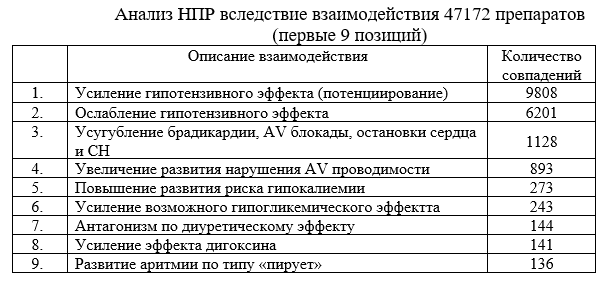 Анализ НПР вследствие взаимодействия 47172 препаратов
(первые 9 позиций)
Описание взаимодействия Количество
совпадений
1. Усиление гипотензивного эффекта (потенциирование) 9808
2. Ослабление гипотензивного эффекта 6201
3. Усугубление брадикардии, AV блокады, остановки сердца
и СН 1128
4. Увеличение развития нарушения AV проводимости 893
5. Повышение развития риска гипокалиемии 273
6. Усиление возможного гипогликемического эффектта 243
7. Антагонизм по диуретическому эффекту 144
8. Усиление эффекта дигоксина 141
9. Развитие аритмии по типу «пирует» 136